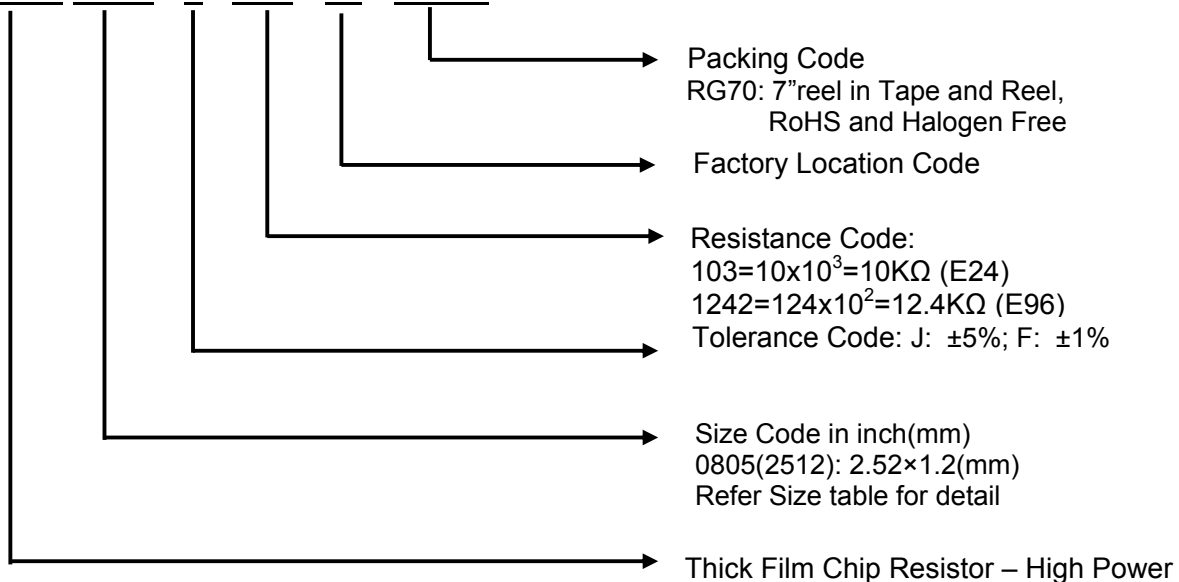 Packing Code
RG70: 7”reel in Tape and Reel,
RoHS and Halogen Free
Factory Location Code
Resistance Code:
103=10x10³=10KΩ (E24)
1242=124x10²=12.4KΩ (E96)
Tolerance Code: J: ±5%; F: ±1%
Size Code in inch(mm)
0805(2512): 2.52×1.2(mm)
Refer Size table for detail
Thick Film Chip Resistor – High Power